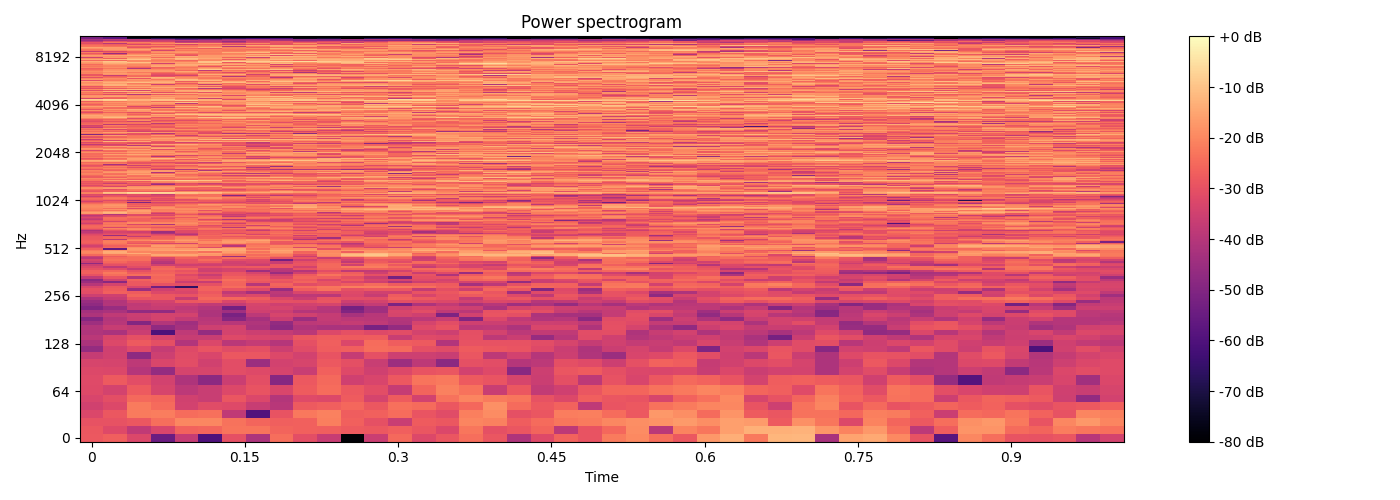 Power spectrogram
Hz
8192
4096
2048
1024
512
256
128
64
0
0 0.15 0.3 0.45 0.6 0.75 0.9
Time
+0 dB
-10 dB
-20 dB
-30 dB
-40 dB
-50 dB
-60 dB
-70 dB
-80 dB